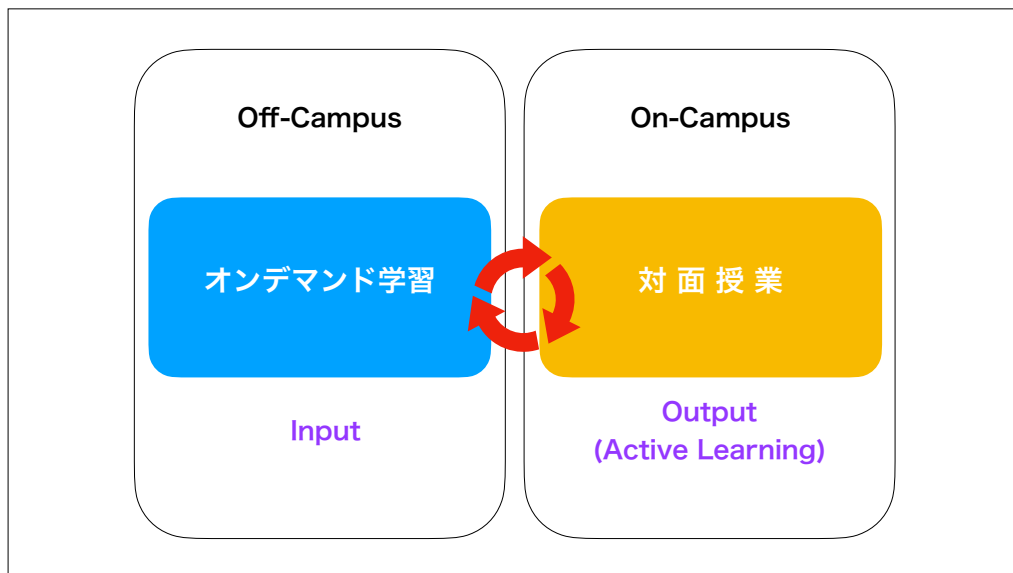 Off-Campus
On-Campus
オンデマンド学習
対 面 授 業
Input
Output
(Active Learning)